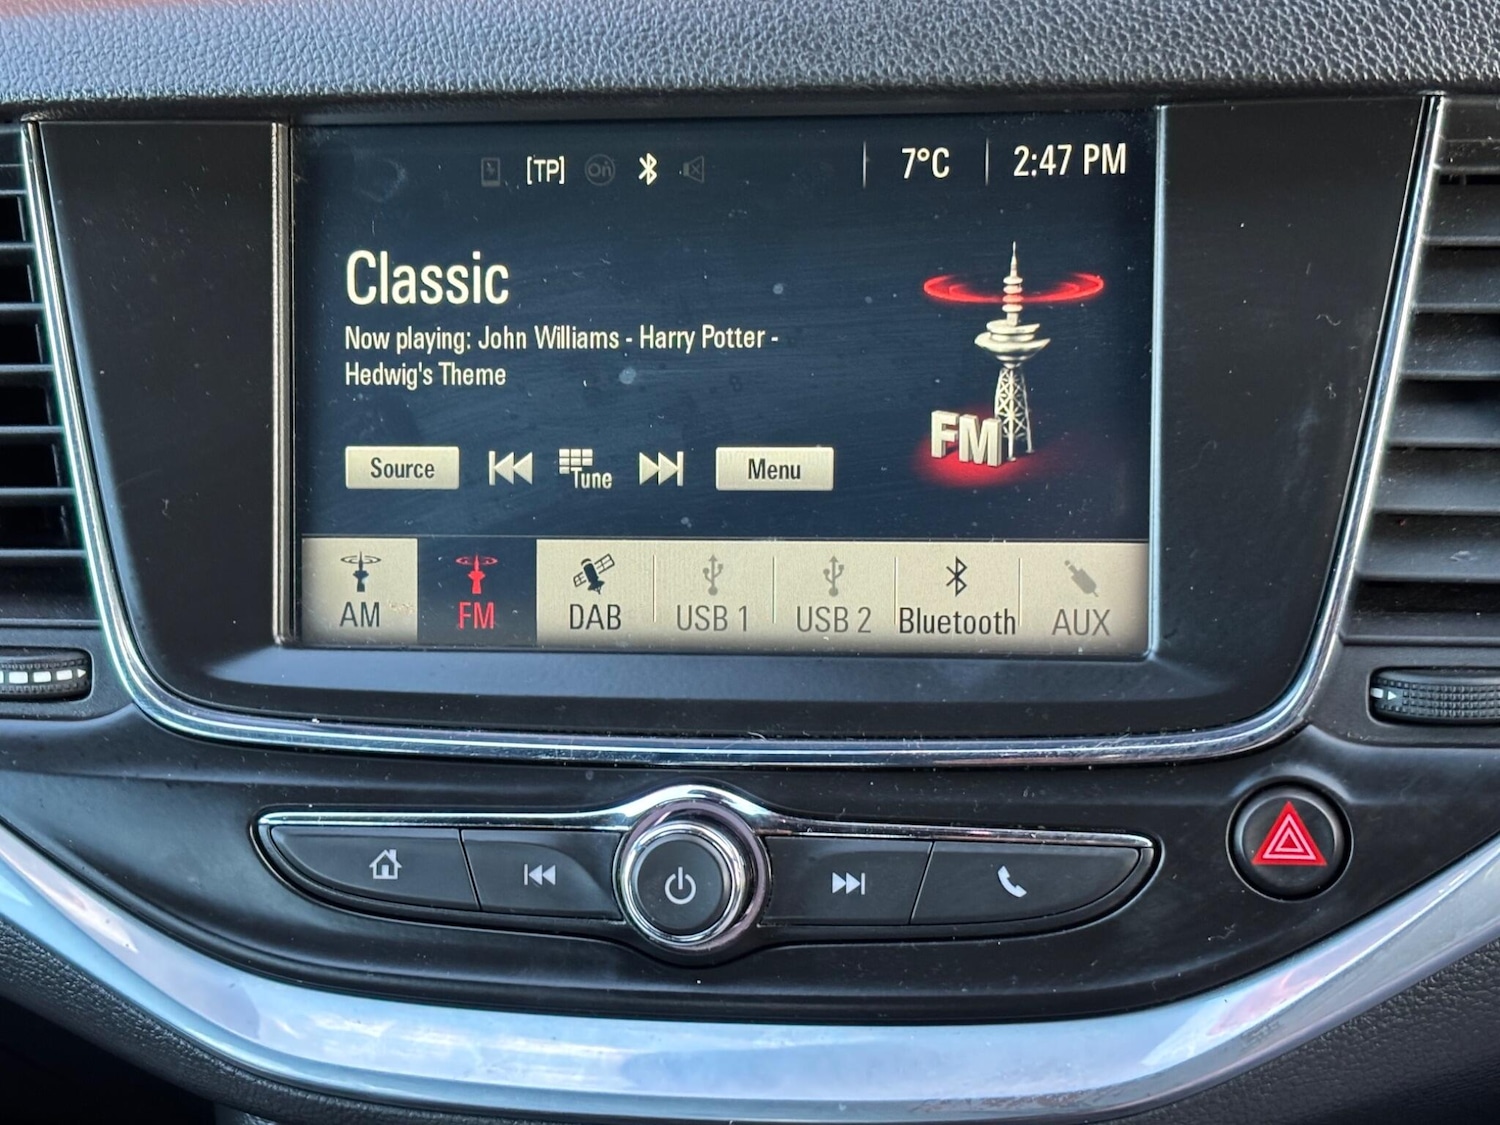 [TP] On 7°C 2:47 PM
Classic
Now playing: John Williams - Harry Potter -
Hedwig's Theme
FM
Source Tune Menu
AM FM DAB USB 1 USB 2 Bluetooth AUX